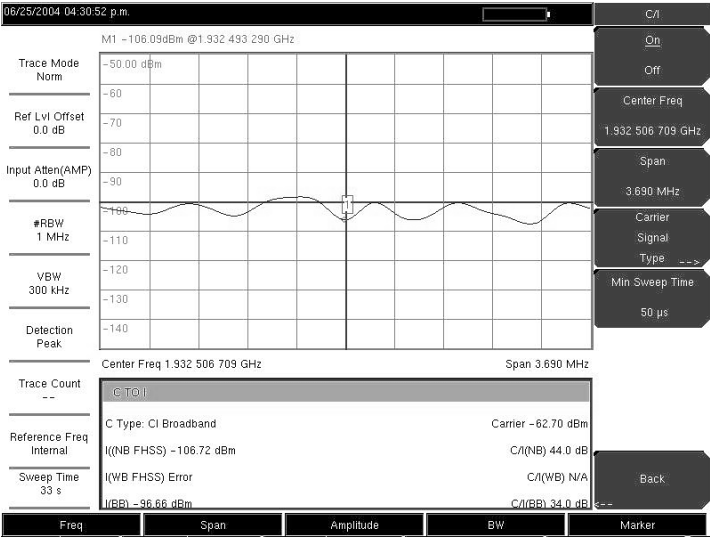 06/25/2004 04:30:52 p.m.
C/I
M1 -106.09dBm @1.932 493 290 GHz
On
Off
Trace Mode
Norm
-50.00 dBm
-60
-70
-80
-90
-100
-110
-120
-130
-140
Center Freq
1.932 506 709 GHz
Ref Lvl Offset
0.0 dB
Span
3.690 MHz
Input Atten(AMP)
0.0 dB
1
Carrier
Signal
Type -->
#RBW
1 MHz
VBW
300 kHz
Min Sweep Time
50 µs
Detection
Peak
Center Freq 1.932 506 709 GHz
Span 3.690 MHz
Trace Count
--
C TO I
C Type: CI Broadband
Carrier -62.70 dBm
Reference Freq
Internal
I((NB FHSS) -106.72 dBm
C/I(NB) 44.0 dB
Sweep Time
33 s
I(WB FHSS) Error
C/I(WB) N/A
Back
<--
I(BB) -96.66 dBm
C/I(BB) 34.0 dB
Freq
Span
Amplitude
BW
Marker